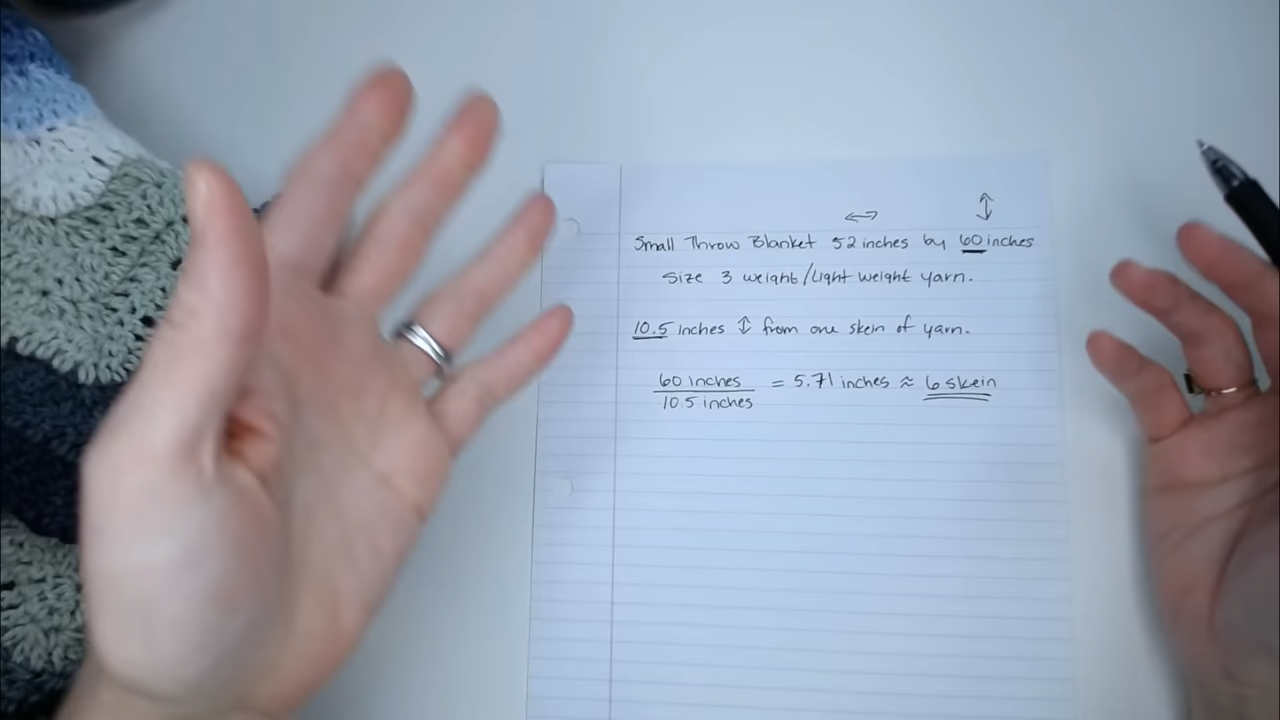 ↔ ↕
Small Throw Blanket 52 inches by 60 inches
Size 3 weight/Light weight yarn.
10.5 inches ↕ from one skein of yarn.
60 inches / 10.5 inches = 5.71 inches ≈ 6 skein